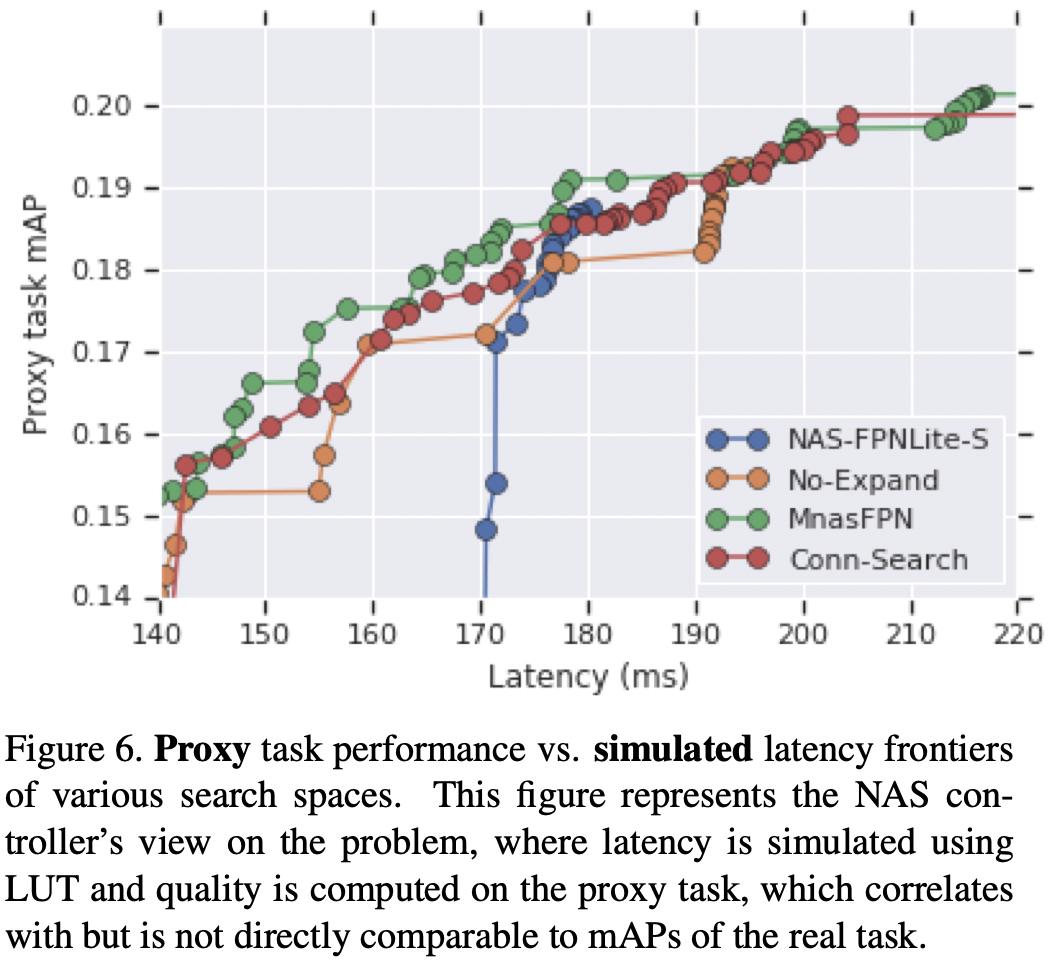 0.20
0.19
0.18
0.17
0.16
0.15
0.14
Proxy task mAP
140 150 160 170 180 190 200 210 220
Latency (ms)
NAS-FPNLite-S
No-Expand
MnasFPN
Conn-Search
Figure 6. Proxy task performance vs. simulated latency frontiers
of various search spaces. This figure represents the NAS con-
troller's view on the problem, where latency is simulated using
LUT and quality is computed on the proxy task, which correlates
with but is not directly comparable to mAPs of the real task.